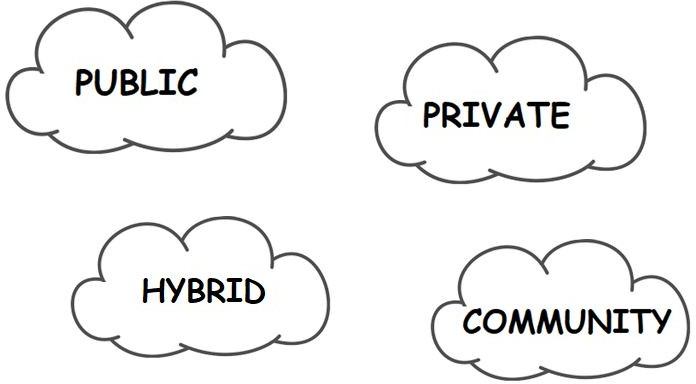 PUBLIC
PRIVATE
HYBRID
COMMUNITY